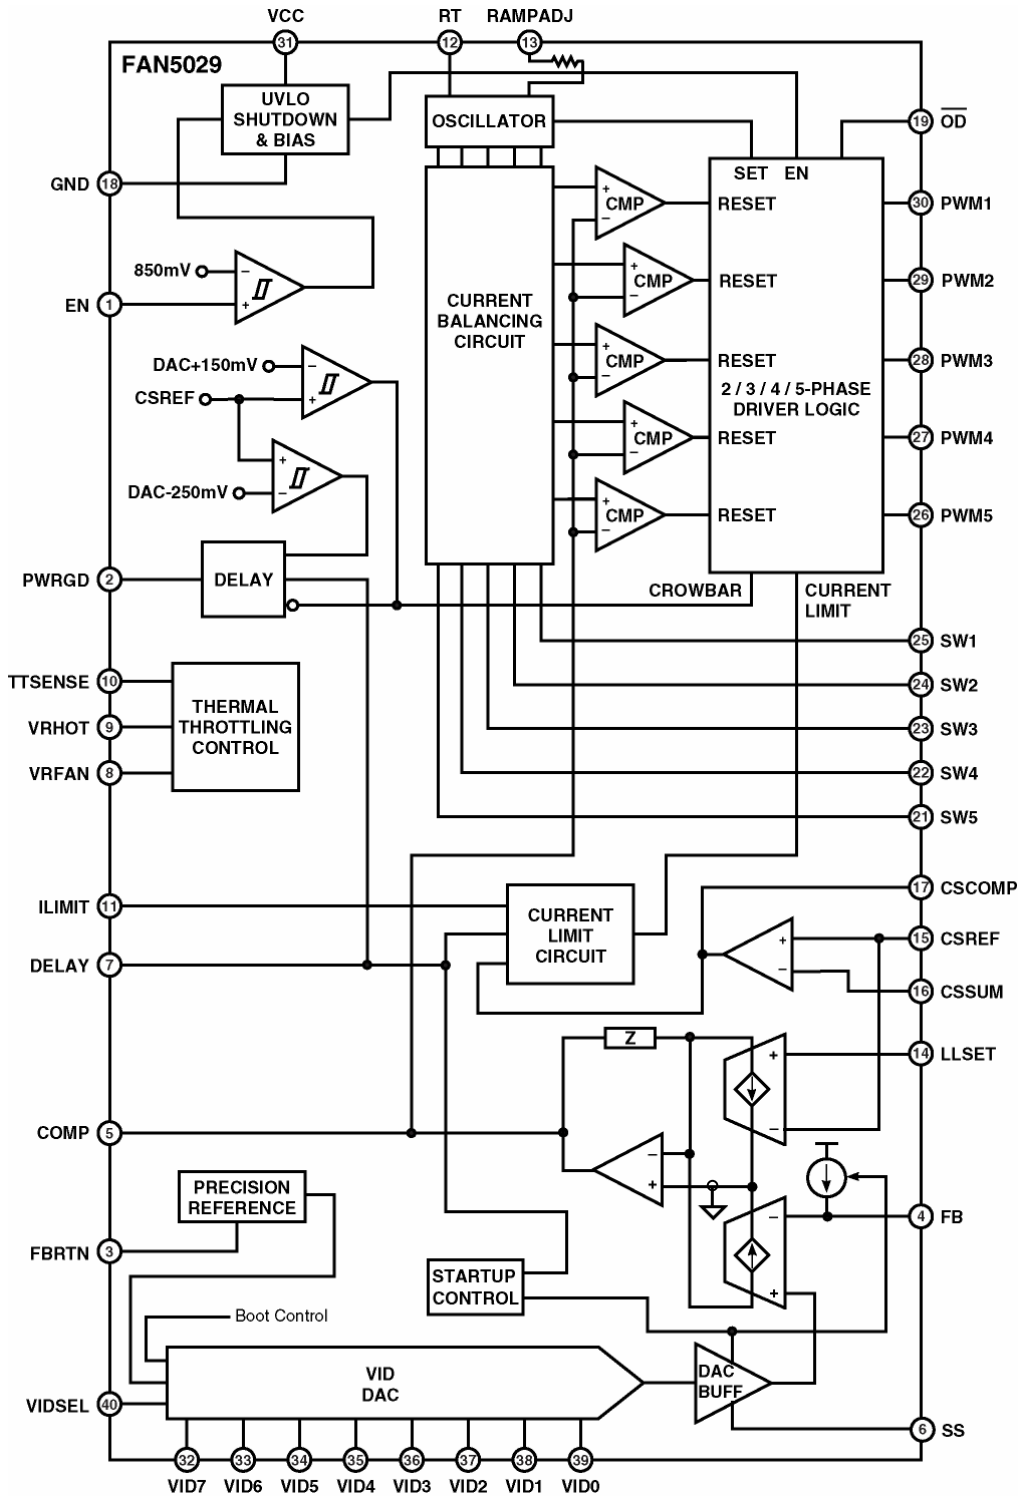 VCC
RT
RAMPADJ
31
12
13
FAN5029
UVLO
SHUTDOWN
& BIAS
OSCILLATOR
19
OD
SET EN
GND
18
+
CMP
−
RESET
30
PWM1
850mV
−
+
EN
1
+
CMP
−
RESET
29
PWM2
CURRENT
BALANCING
CIRCUIT
DAC+150mV
−
CSREF
+
+
CMP
−
RESET
28
PWM3
2 / 3 / 4 / 5-PHASE
DRIVER LOGIC
+
CMP
−
RESET
27
PWM4
+
DAC-250mV
−
+
CMP
−
RESET
26
PWM5
PWRGD
2
DELAY
CROWBAR
CURRENT
LIMIT
25
SW1
TTSENSE
10
24
SW2
THERMAL
THROTTLING
CONTROL
VRHOT
9
23
SW3
VRFAN
8
22
SW4
21
SW5
17
CSCOMP
ILIMIT
11
CURRENT
LIMIT
CIRCUIT
+
−
15
CSREF
DELAY
7
16
CSSUM
Z
+
14
LLSET
COMP
5
−
−
+
PRECISION
REFERENCE
−
4
FB
FBRTN
3
STARTUP
CONTROL
+
Boot Control
VID
DAC
DAC
BUFF
VIDSEL
40
6
SS
32
33
34
35
36
37
38
39
VID7
VID6
VID5
VID4
VID3
VID2
VID1
VID0